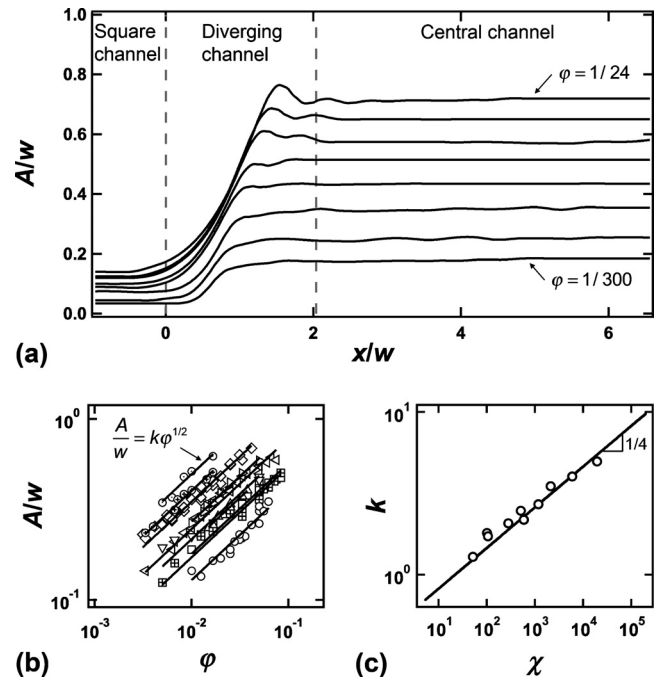 Square channel
Diverging channel
Central channel
1.0
0.8
0.6
0.4
0.2
0.0
A/w
φ = 1/ 24
φ = 1/ 300
0
2
4
6
x/w
(a)
10⁰
10⁻¹
A/w
A/w = kφ^1/2
10⁻³
10⁻²
10⁻¹
φ
(b)
10¹
10⁰
k
1/4
10¹
10²
10³
10⁴
10⁵
χ
(c)